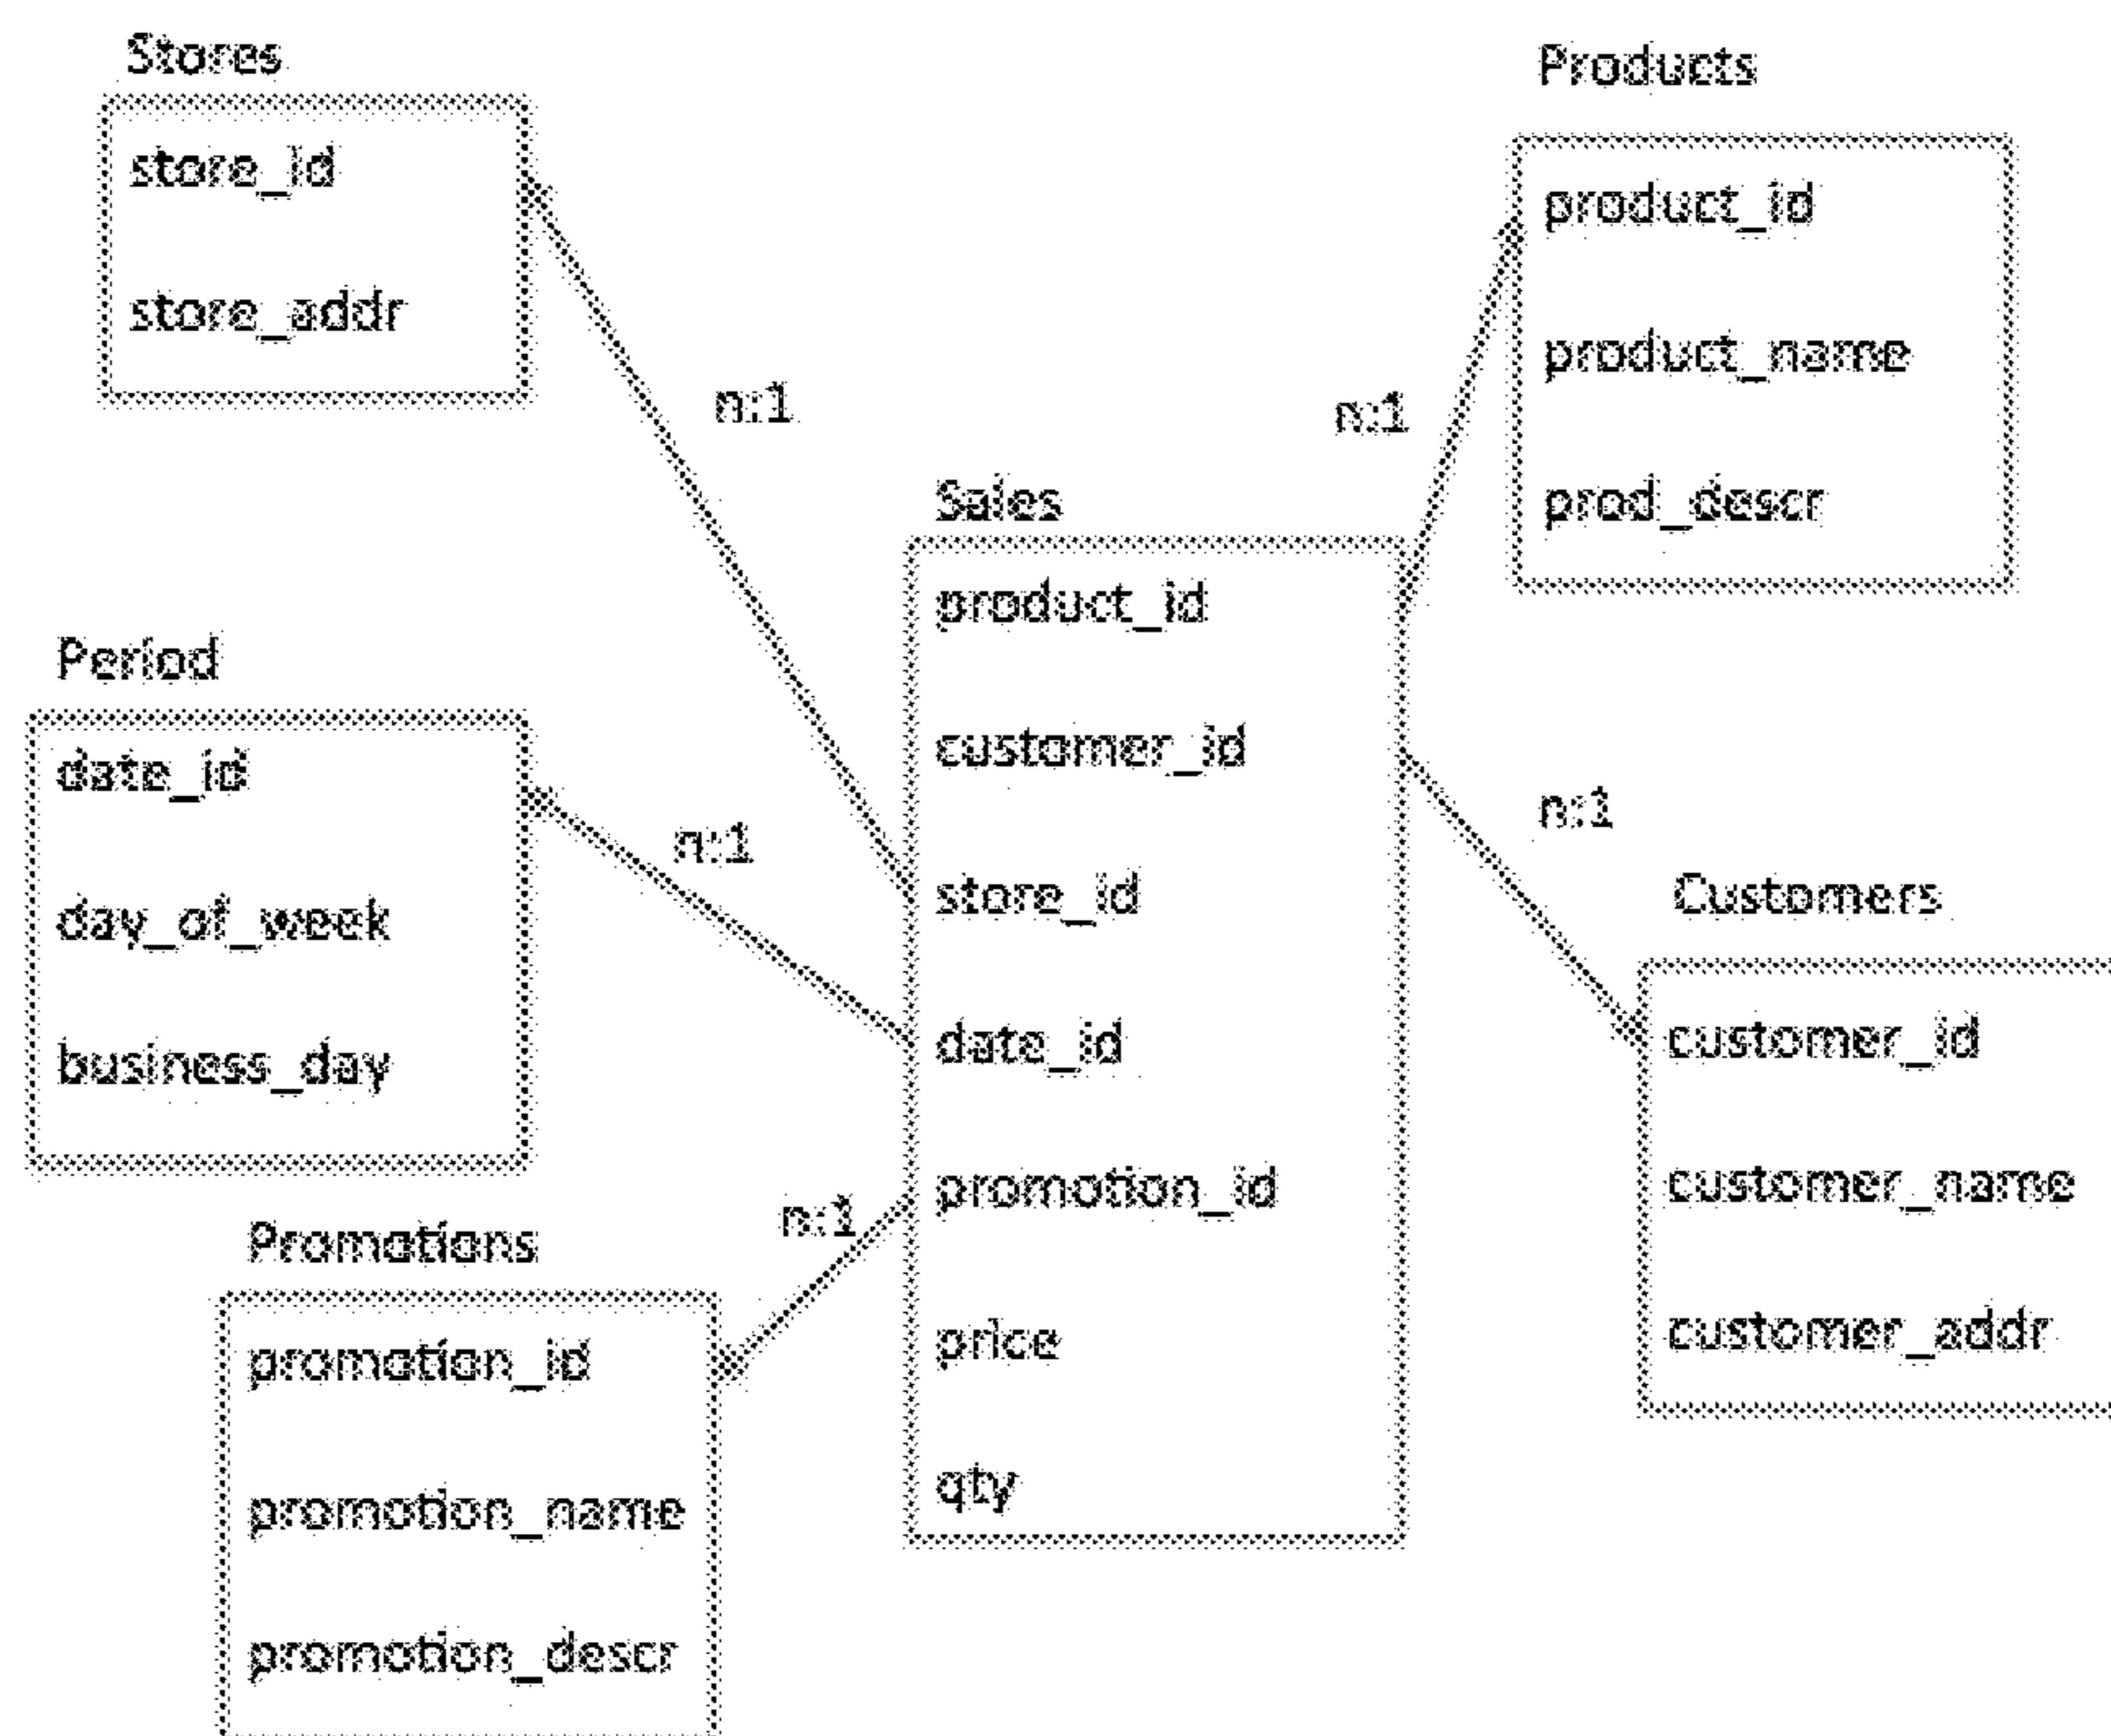 Stores
store_id
store_addr
n:1
Products
product_id
product_name
prod_descr
n:1
Sales
product_id
customer_id
store_id
date_id
promotion_id
price
qty
Period
date_id
day_of_week
business_day
n:1
n:1
Customers
customer_id
customer_name
customer_addr
Promotions
n:1
promotion_id
promotion_name
promotion_descr